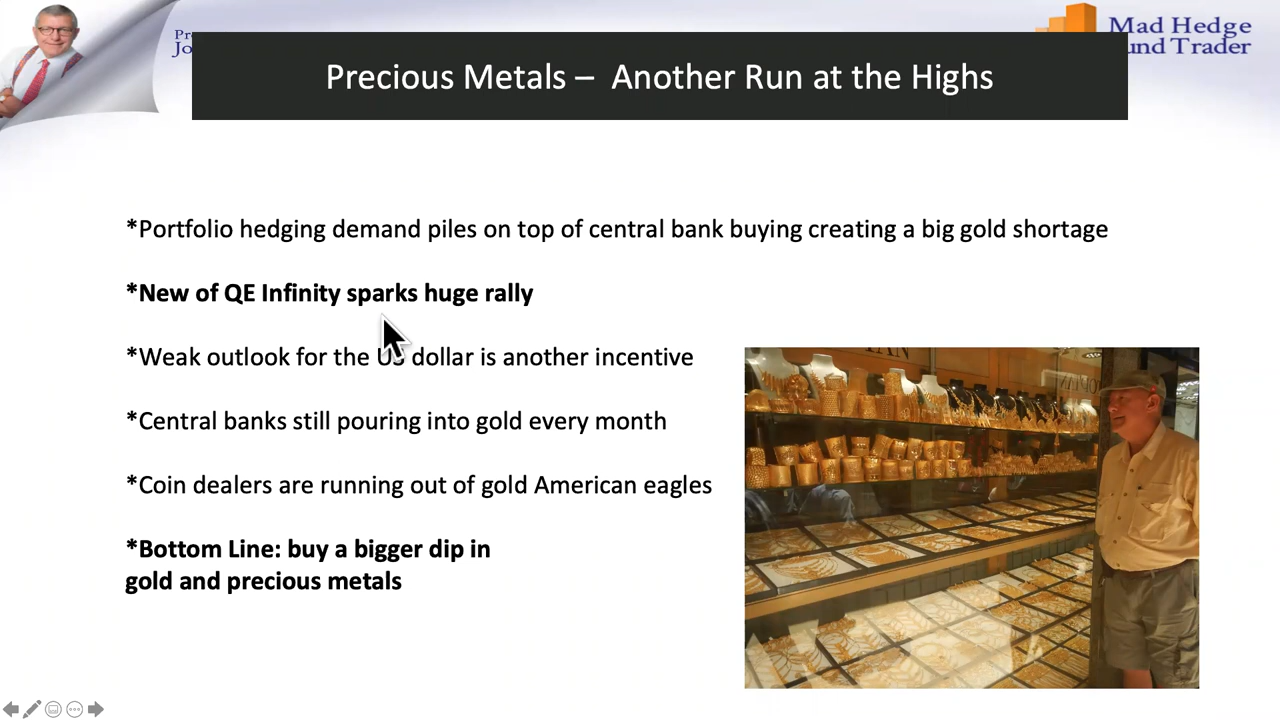 Pr
Jo
Mad Hedge
und Trader
Precious Metals – Another Run at the Highs
*Portfolio hedging demand piles on top of central bank buying creating a big gold shortage
*New of QE Infinity sparks huge rally
*Weak outlook for the US dollar is another incentive
*Central banks still pouring into gold every month
*Coin dealers are running out of gold American eagles
*Bottom Line: buy a bigger dip in
gold and precious metals